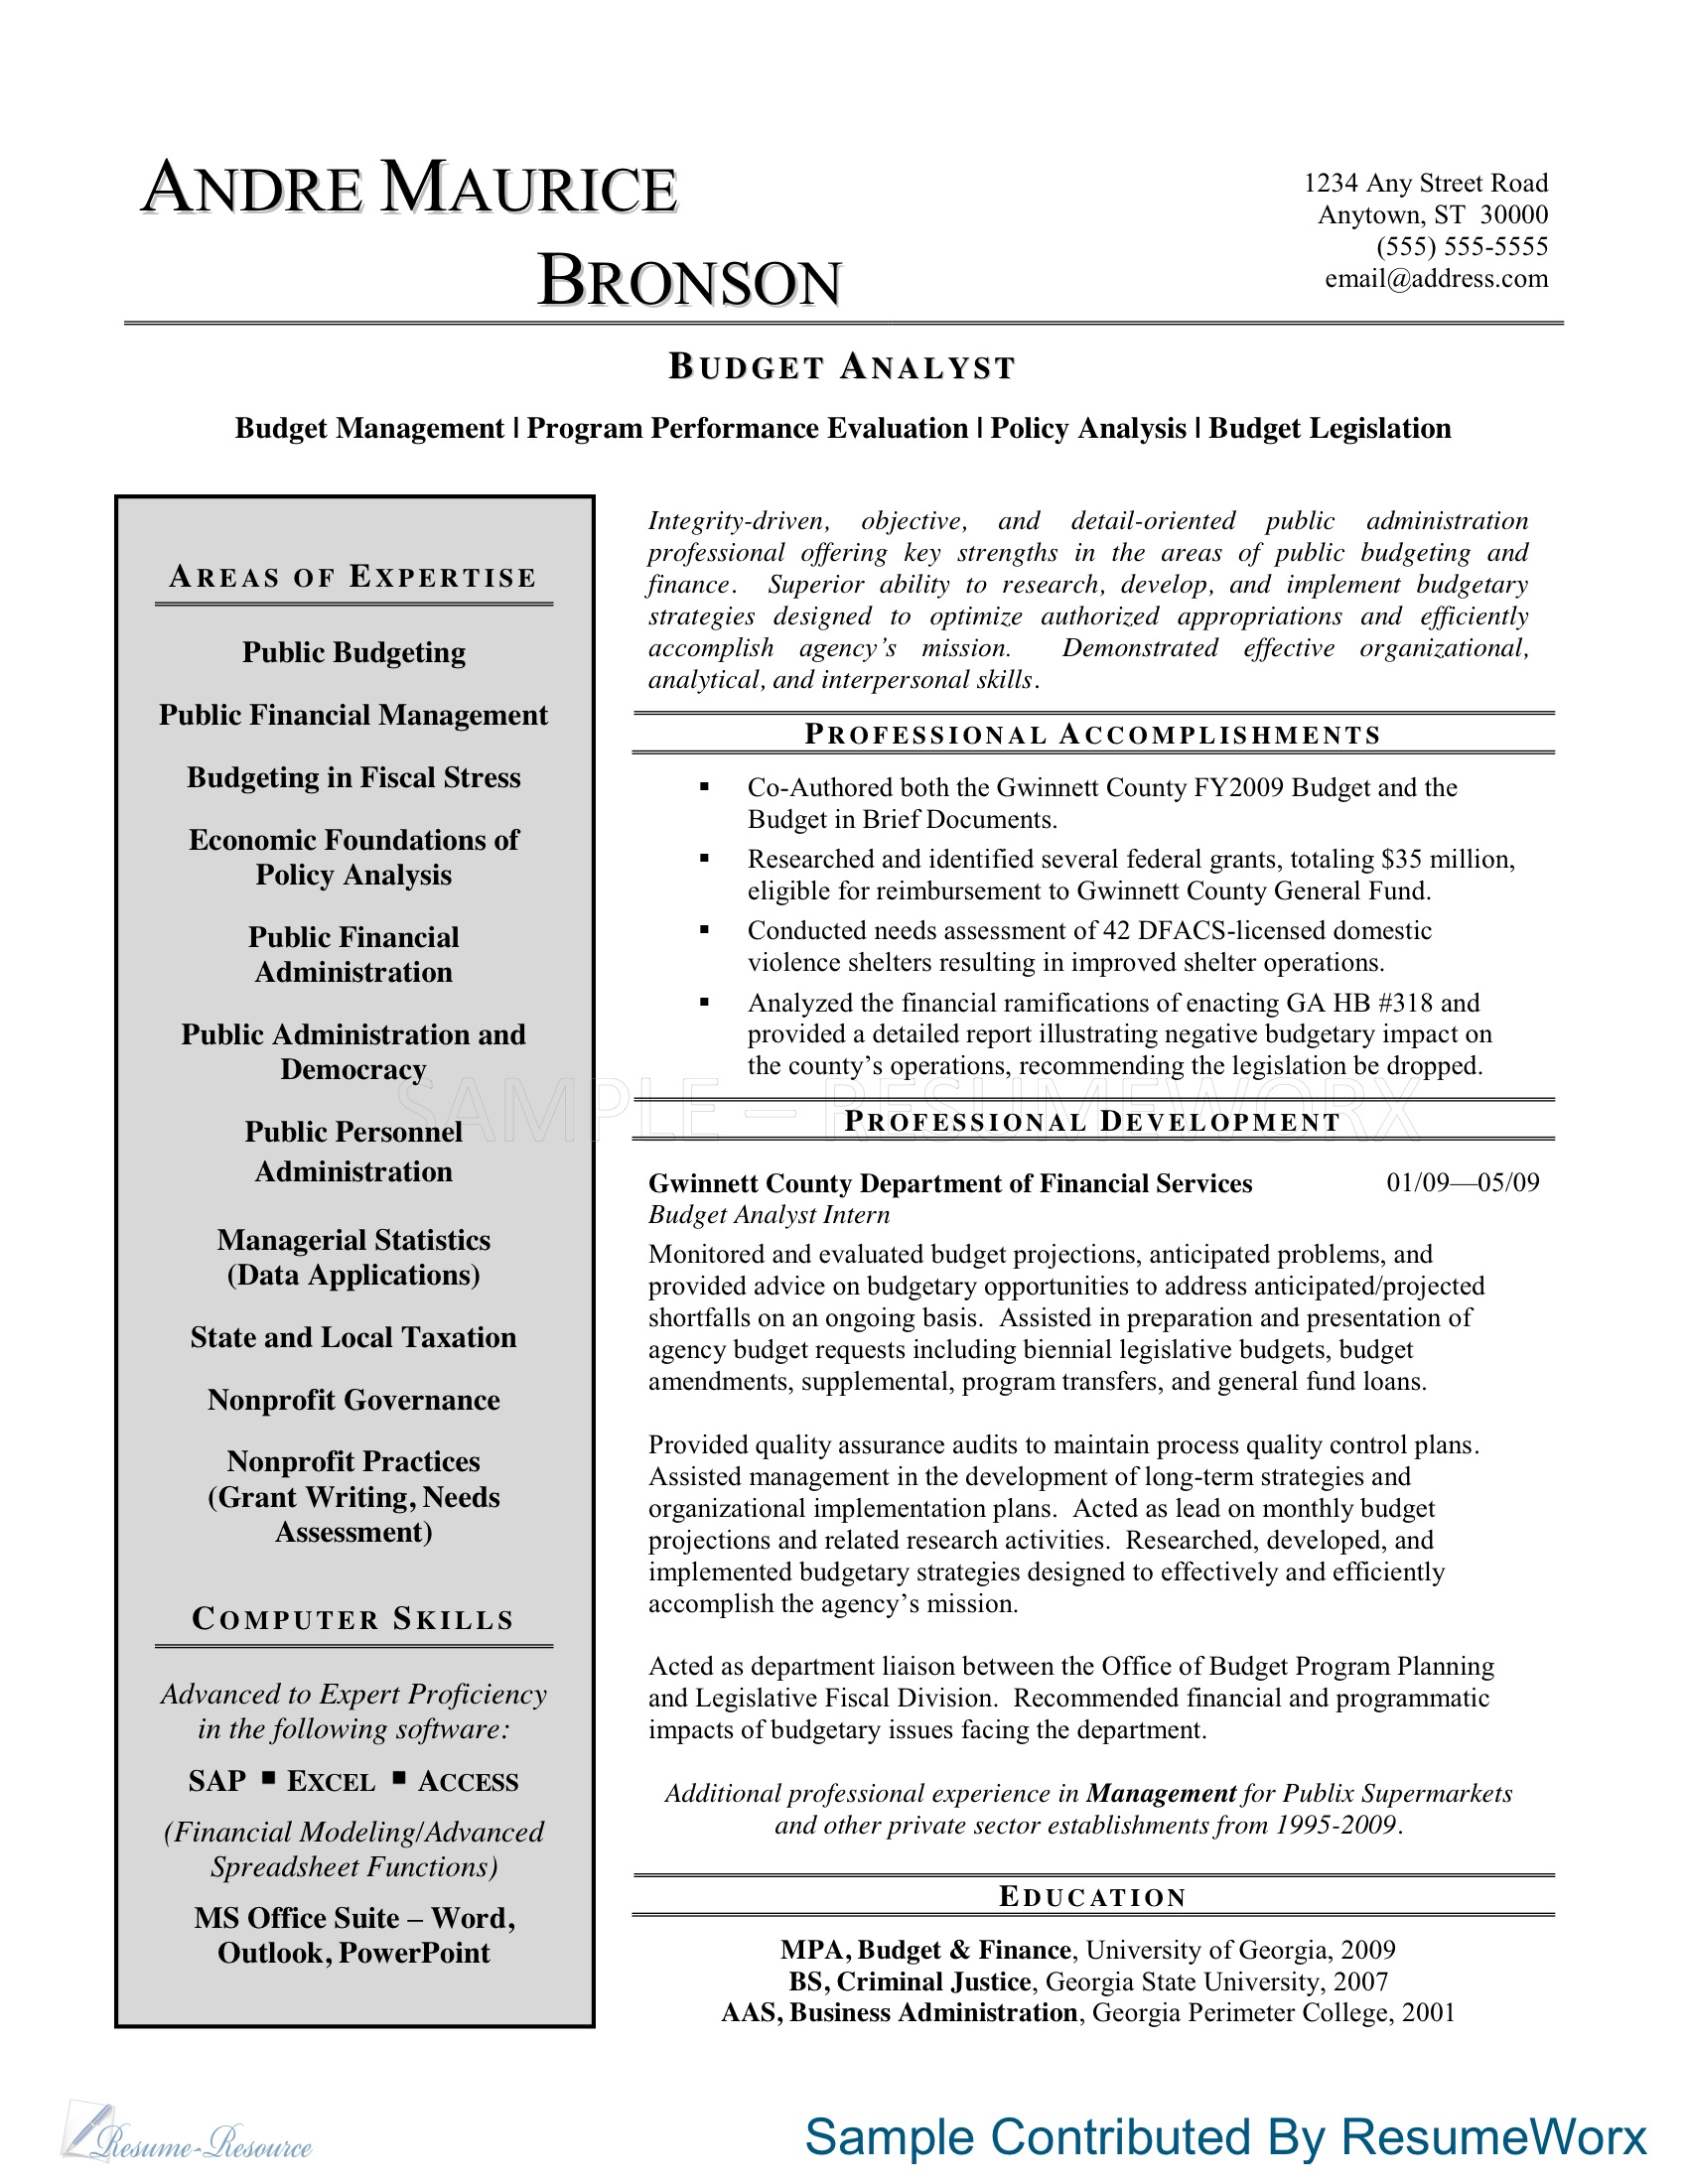 ANDRE MAURICE
BRONSON
1234 Any Street Road
Anytown, ST  30000
(555) 555-5555
email@address.com
BUDGET ANALYST
Budget Management | Program Performance Evaluation | Policy Analysis | Budget Legislation
AREAS OF EXPERTISE
Public Budgeting
Public Financial Management
Budgeting in Fiscal Stress
Economic Foundations of
Policy Analysis
Public Financial
Administration
Public Administration and
Democracy
Public Personnel
Administration
Managerial Statistics
(Data Applications)
State and Local Taxation
Nonprofit Governance
Nonprofit Practices
(Grant Writing, Needs
Assessment)
COMPUTER SKILLS
Advanced to Expert Proficiency
in the following software:
SAP ▪ EXCEL ▪ ACCESS
(Financial Modeling/Advanced
Spreadsheet Functions)
MS Office Suite – Word,
Outlook, PowerPoint
Integrity-driven, objective, and detail-oriented public administration
professional offering key strengths in the areas of public budgeting and
finance.  Superior ability to research, develop, and implement budgetary
strategies designed to optimize authorized appropriations and efficiently
accomplish agency's mission.  Demonstrated effective organizational,
analytical, and interpersonal skills.
PROFESSIONAL ACCOMPLISHMENTS
▪ Co-Authored both the Gwinnett County FY2009 Budget and the
Budget in Brief Documents.
▪ Researched and identified several federal grants, totaling $35 million,
eligible for reimbursement to Gwinnett County General Fund.
▪ Conducted needs assessment of 42 DFACS-licensed domestic
violence shelters resulting in improved shelter operations.
▪ Analyzed the financial ramifications of enacting GA HB #318 and
provided a detailed report illustrating negative budgetary impact on
the county's operations, recommending the legislation be dropped.
SAMPLE – RESUMEWORX
PROFESSIONAL DEVELOPMENT
Gwinnett County Department of Financial Services 01/09—05/09
Budget Analyst Intern
Monitored and evaluated budget projections, anticipated problems, and
provided advice on budgetary opportunities to address anticipated/projected
shortfalls on an ongoing basis.  Assisted in preparation and presentation of
agency budget requests including biennial legislative budgets, budget
amendments, supplemental, program transfers, and general fund loans.
Provided quality assurance audits to maintain process quality control plans.
Assisted management in the development of long-term strategies and
organizational implementation plans.  Acted as lead on monthly budget
projections and related research activities.  Researched, developed, and
implemented budgetary strategies designed to effectively and efficiently
accomplish the agency's mission.
Acted as department liaison between the Office of Budget Program Planning
and Legislative Fiscal Division.  Recommended financial and programmatic
impacts of budgetary issues facing the department.
Additional professional experience in Management for Publix Supermarkets
and other private sector establishments from 1995-2009.
EDUCATION
MPA, Budget & Finance, University of Georgia, 2009
BS, Criminal Justice, Georgia State University, 2007
AAS, Business Administration, Georgia Perimeter College, 2001
Resume-Resource
Sample Contributed By ResumeWorx